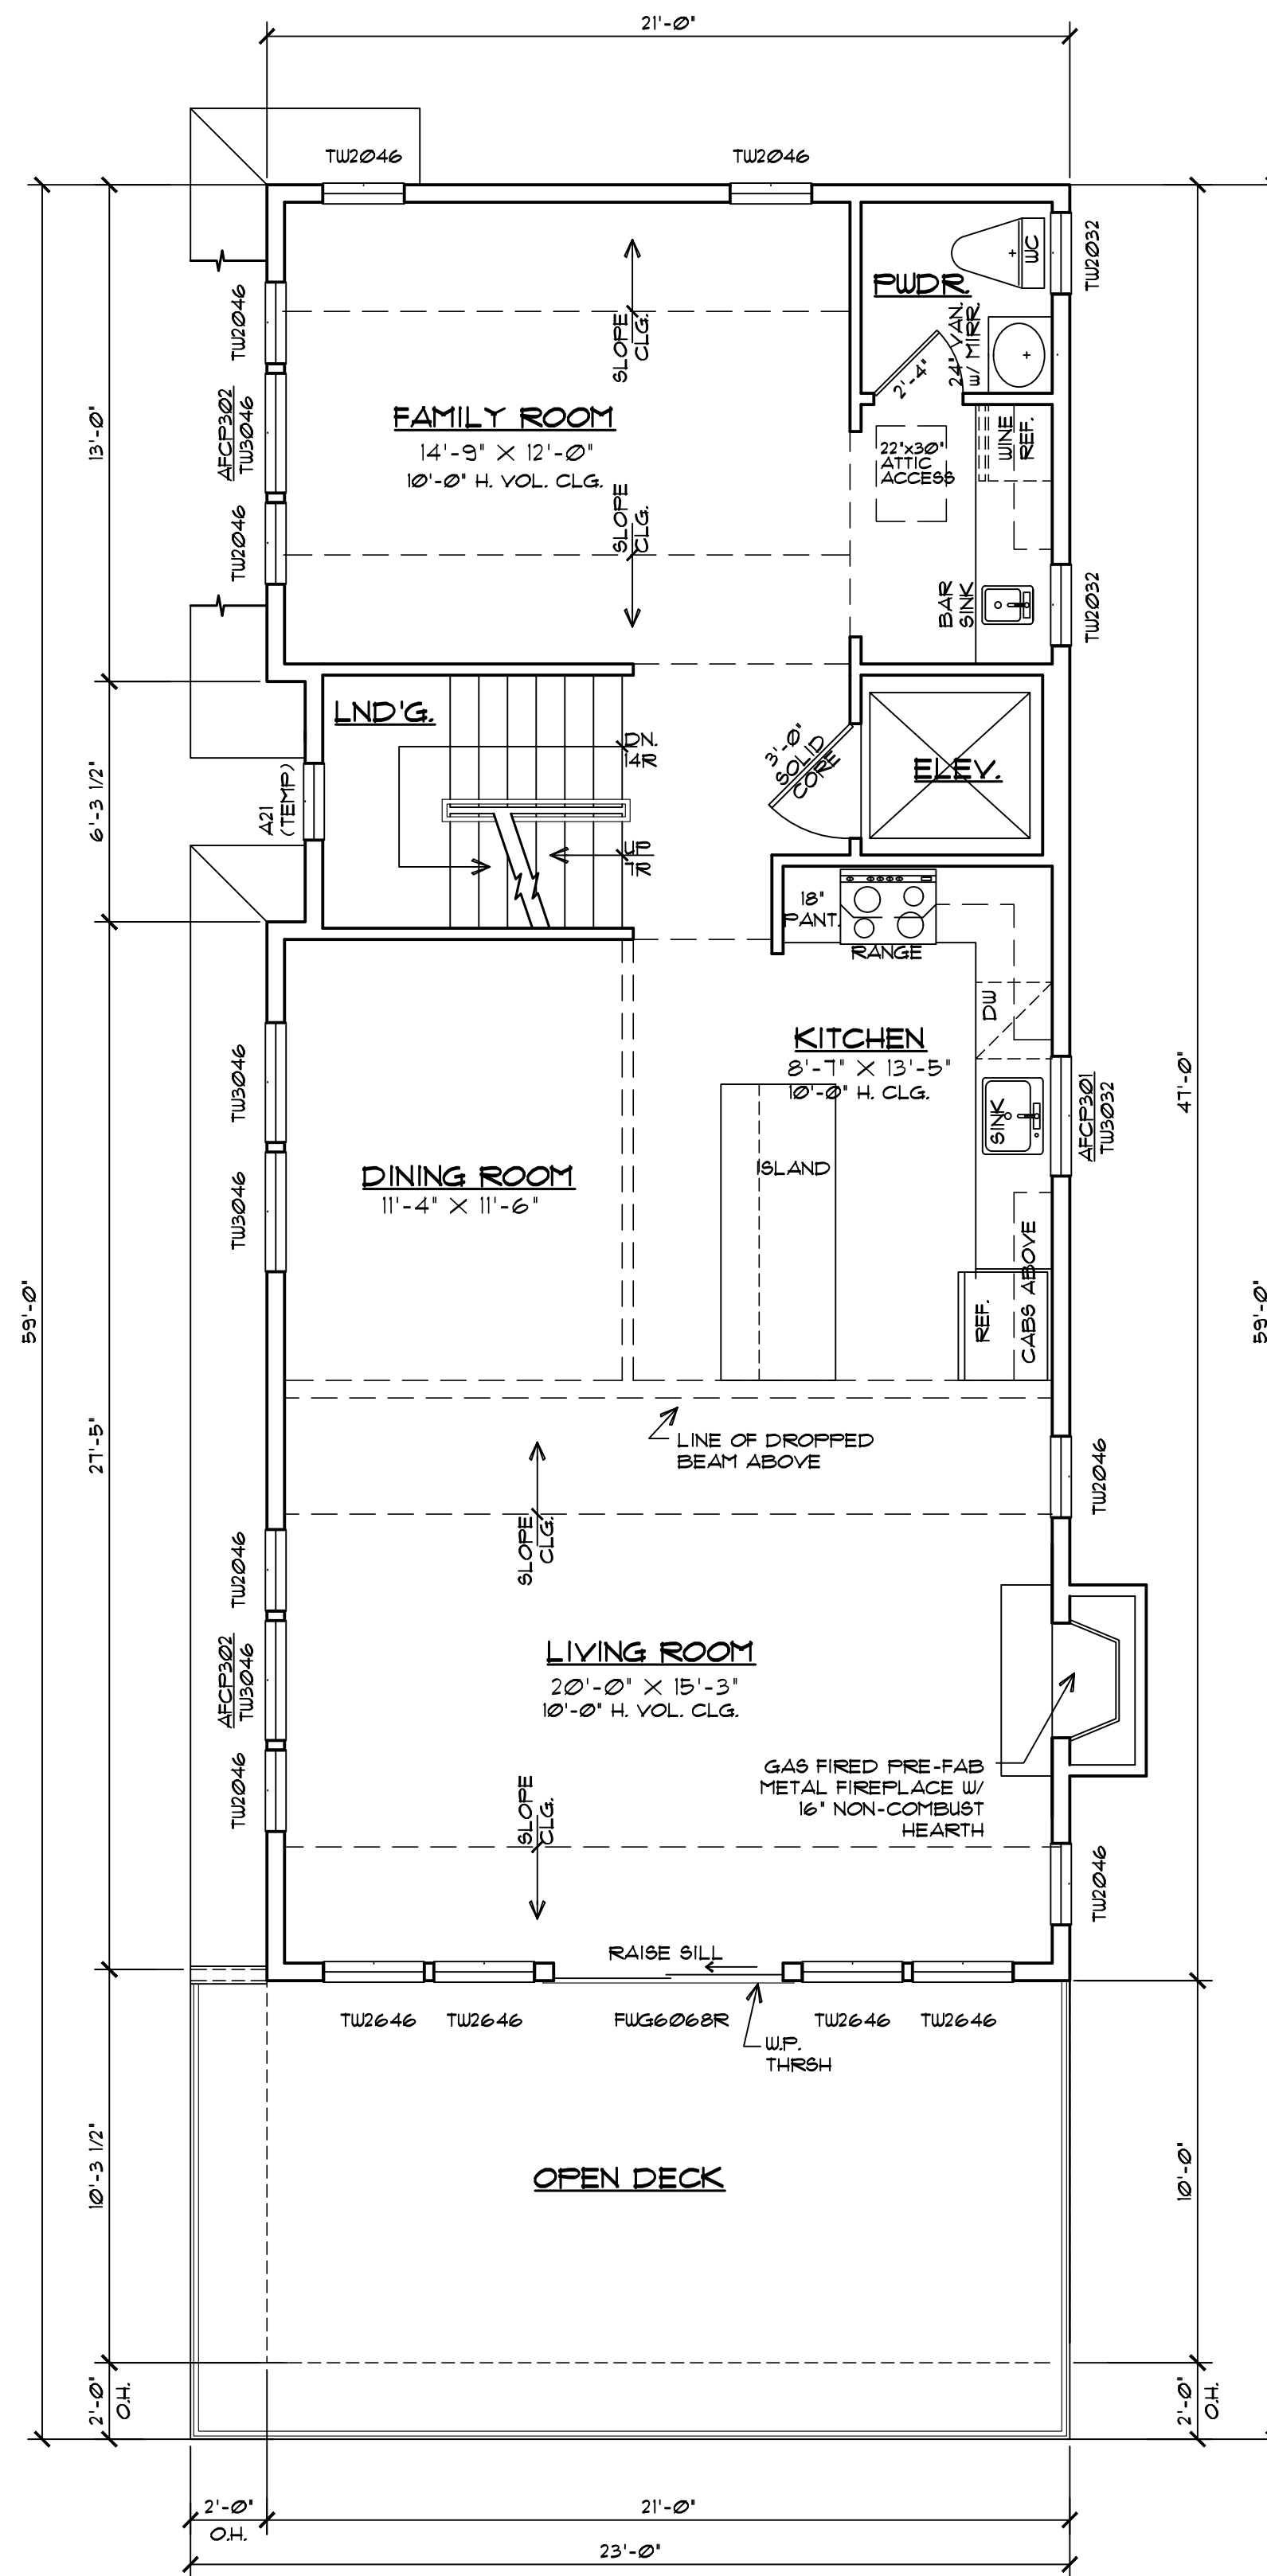 21'-0"
TW2046
TW2046
TW2032
PWDR.
WC
24" VAN.
w/ MIRR.
2'-4"
TW2046
AFCP302
TW3046
TW2046
13'-0"
SLOPE
CLG.
FAMILY ROOM
14'-9" X 12'-0"
10'-0" H. VOL. CLG.
SLOPE
CLG.
22"x30"
ATTIC
ACCESS
WINE
REF.
BAR
SINK
TW2032
LND'G.
DN.
14R
UP
7R
3'-0"
SOLID
CORE
ELEV.
A21
(TEMP)
6'-3 1/2"
18"
PANT.
RANGE
DW
KITCHEN
8'-7" X 13'-5"
10'-0" H. CLG.
SINK
AFCP301
TW3032
47'-0"
ISLAND
TW3046
TW3046
DINING ROOM
11'-4" X 11'-6"
REF.
CABS ABOVE
59'-0"
59'-0"
27'-5"
LINE OF DROPPED
BEAM ABOVE
TW2046
SLOPE
CLG.
TW2046
AFCP302
TW3046
TW2046
LIVING ROOM
20'-0" X 15'-3"
10'-0" H. VOL. CLG.
GAS FIRED PRE-FAB
METAL FIREPLACE W/
16" NON-COMBUST
HEARTH
SLOPE
CLG.
TW2046
RAISE SILL
TW2646
TW2646
FWG6068R
TW2646
TW2646
W.P.
THRSH
OPEN DECK
10'-3 1/2"
10'-0"
2'-0"
O.H.
2'-0"
O.H.
2'-0"
O.H.
21'-0"
23'-0"